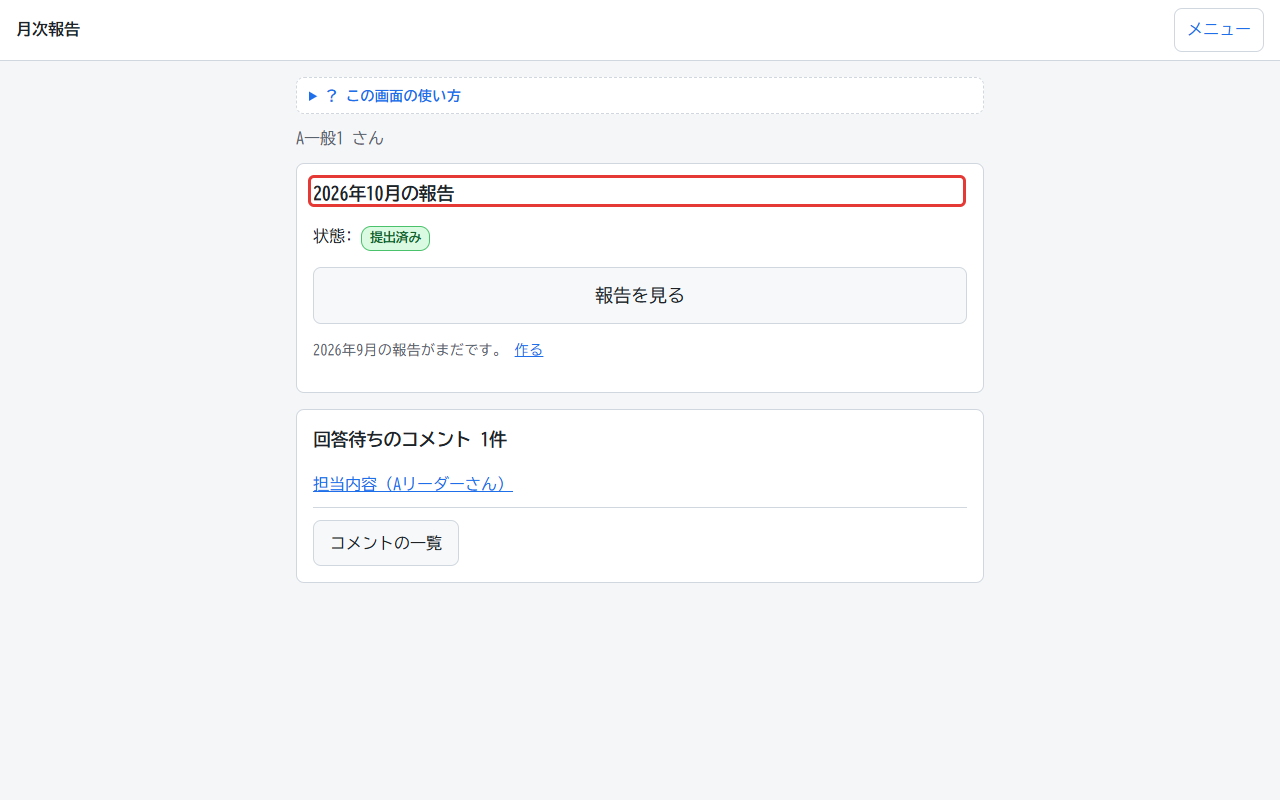 月次報告
メニュー
▶ ? この画面の使い方
A一般1 さん
2026年10月の報告
状態: 提出済み
報告を見る
2026年9月の報告がまだです。 作る
回答待ちのコメント 1件
担当内容（Aリーダーさん）
コメントの一覧